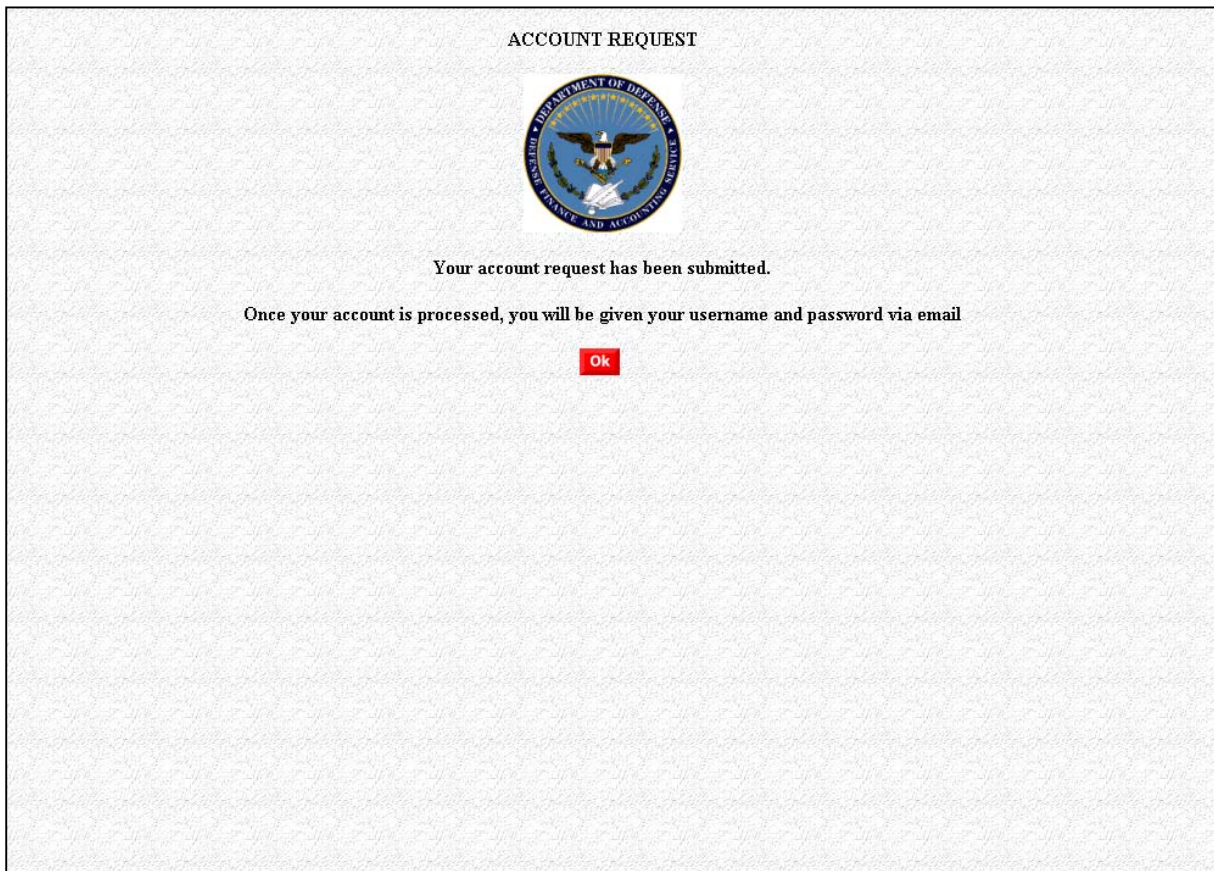 ACCOUNT REQUEST
DEPARTMENT OF DEFENSE
DEFENSE FINANCE AND ACCOUNTING SERVICE
Your account request has been submitted.
Once your account is processed, you will be given your username and password via email
Ok